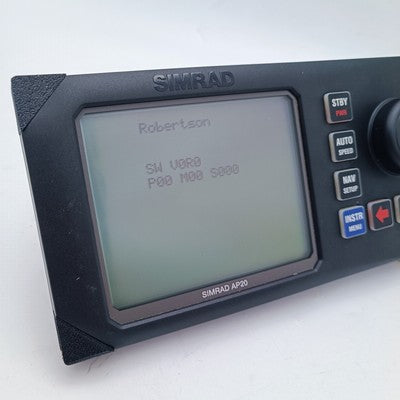 SIMRAD
Robertson
SW V0R0
P00 M00 S000
SIMRAD AP20
STBY
PWR
AUTO
SPEED
NAV
SETUP
INSTR
MENU